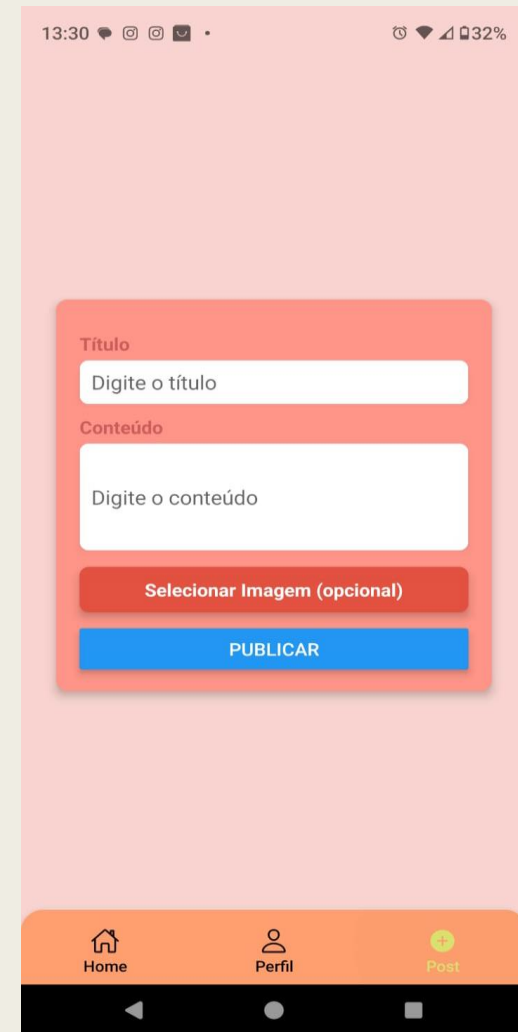 13:30
32%
Título
Digite o título
Conteúdo
Digite o conteúdo
Selecionar Imagem (opcional)
PUBLICAR
Home
Perfil
Post